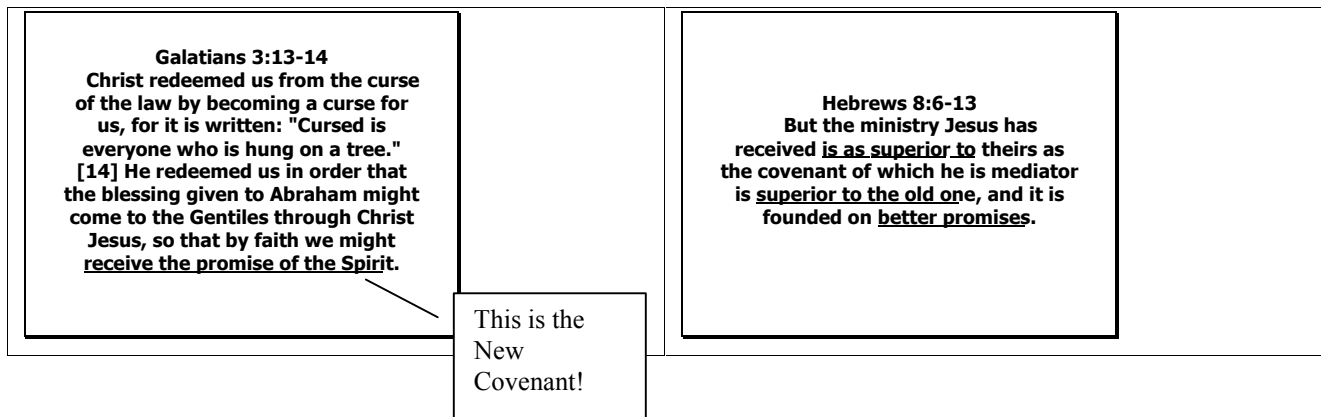 Galatians 3:13-14
Christ redeemed us from the curse
of the law by becoming a curse for
us, for it is written: "Cursed is
everyone who is hung on a tree."
[14] He redeemed us in order that
the blessing given to Abraham might
come to the Gentiles through Christ
Jesus, so that by faith we might
receive the promise of the Spirit.
This is the
New
Covenant!
Hebrews 8:6-13
But the ministry Jesus has
received is as superior to theirs as
the covenant of which he is mediator
is superior to the old one, and it is
founded on better promises.